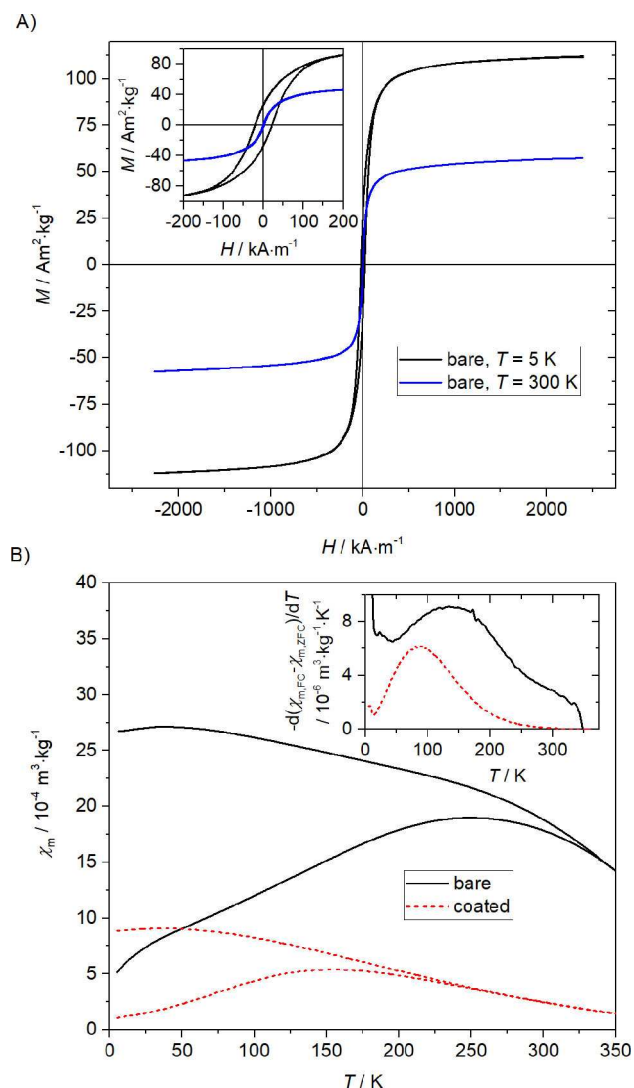 A)
80
40
0
-40
-80
M / Am²·kg⁻¹
-200 -100 0 100 200
H / kA·m⁻¹
100
75
50
25
0
-25
-50
-75
-100
M / Am²·kg⁻¹
bare, T = 5 K
bare, T = 300 K
-2000 -1000 0 1000 2000
H / kA·m⁻¹
B)
40
35
30
25
20
15
10
5
0
χm / 10⁻⁴ m³·kg⁻¹
-d(χm,FC-χm,ZFC)/dT
/ 10⁻⁶ m³·kg⁻¹·K⁻¹
8
4
0
0 100 200 300
T / K
bare
coated
0 50 100 150 200 250 300 350
T / K